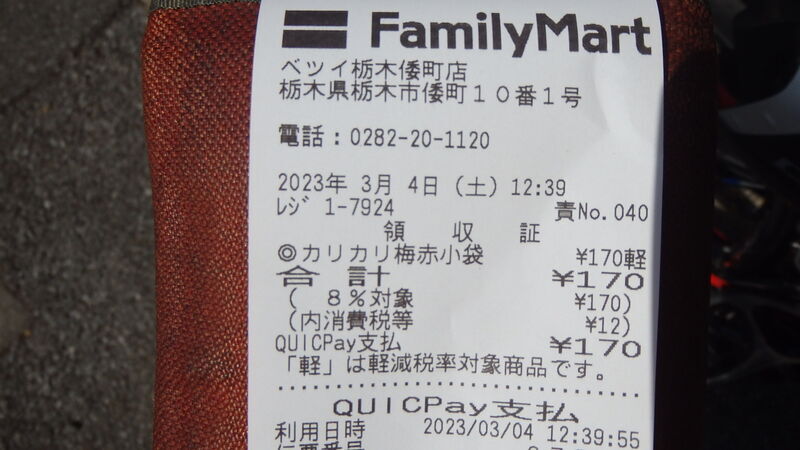 FamilyMart
ベツイ栃木倭町店
栃木県栃木市倭町１０番１号
電話：0282-20-1120
2023年 3月 4日（土）12:39
ﾚｼﾞ 1-7924 責No.040
領収証
◎カリカリ梅赤小袋 ¥170軽
合計 ¥170
（ 8%対象 ¥170）
（内消費税等 ¥12）
QUICPay支払 ¥170
「軽」は軽減税率対象商品です。
QUICPay支払
利用日時 2023/03/04 12:39:55